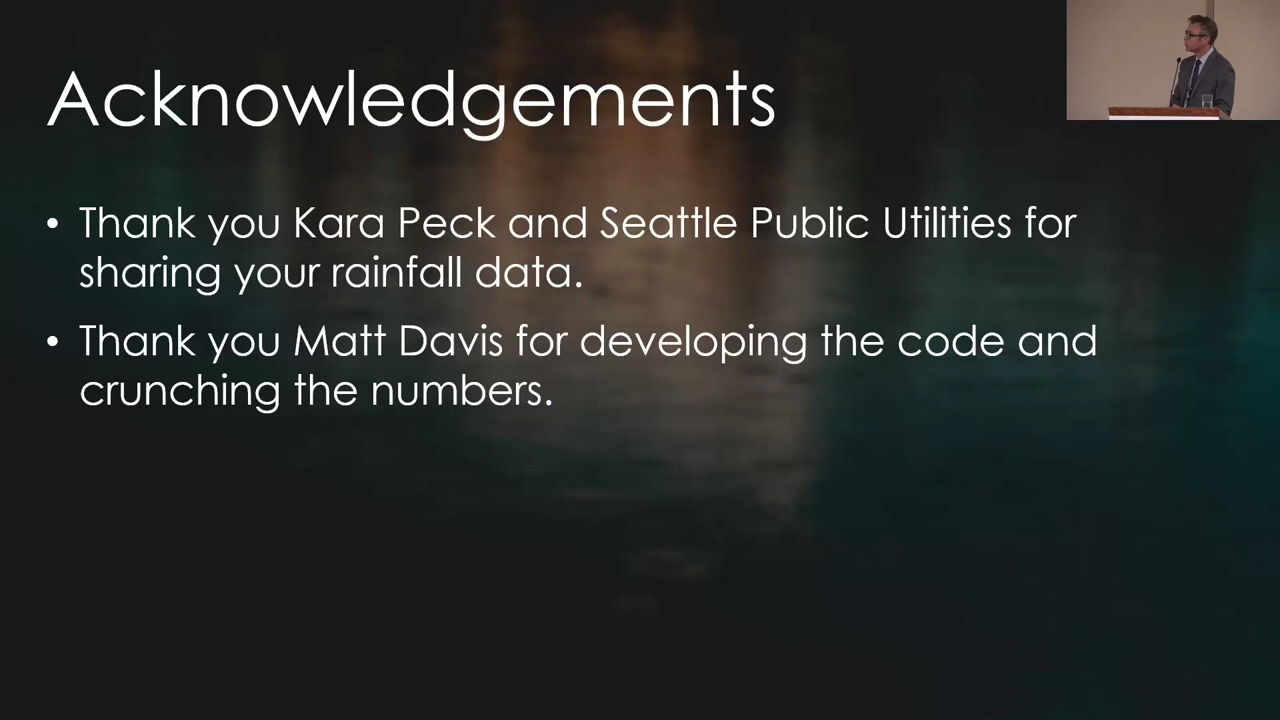 Acknowledgements
• Thank you Kara Peck and Seattle Public Utilities for
sharing your rainfall data.
• Thank you Matt Davis for developing the code and
crunching the numbers.